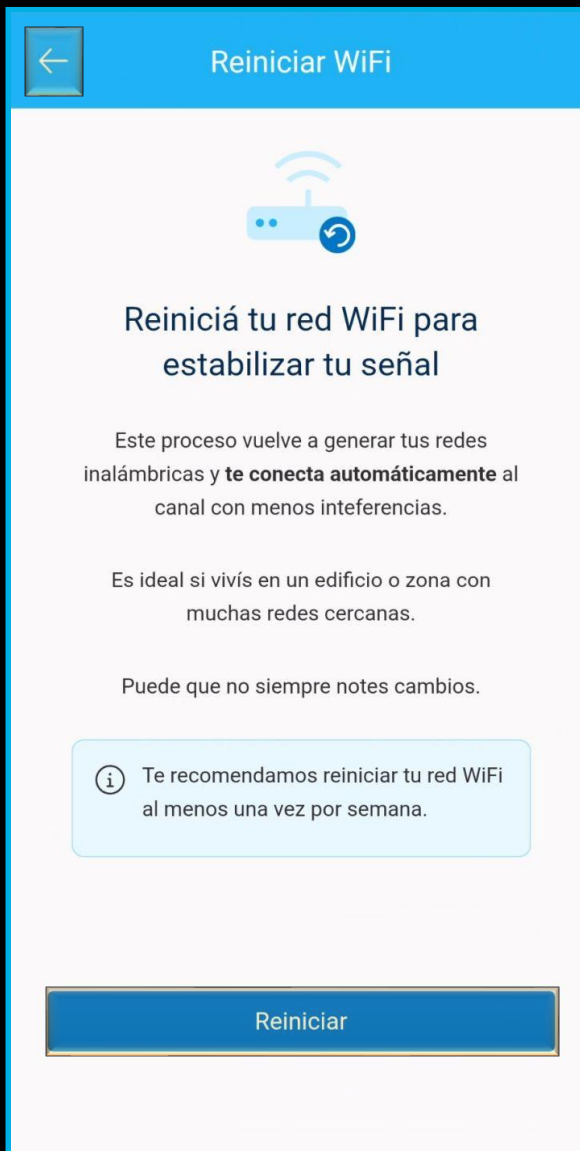 Reiniciar WiFi
Reiniciá tu red WiFi para
estabilizar tu señal
Este proceso vuelve a generar tus redes
inalámbricas y te conecta automáticamente al
canal con menos inteferencias.
Es ideal si vivís en un edificio o zona con
muchas redes cercanas.
Puede que no siempre notes cambios.
Te recomendamos reiniciar tu red WiFi
al menos una vez por semana.
Reiniciar